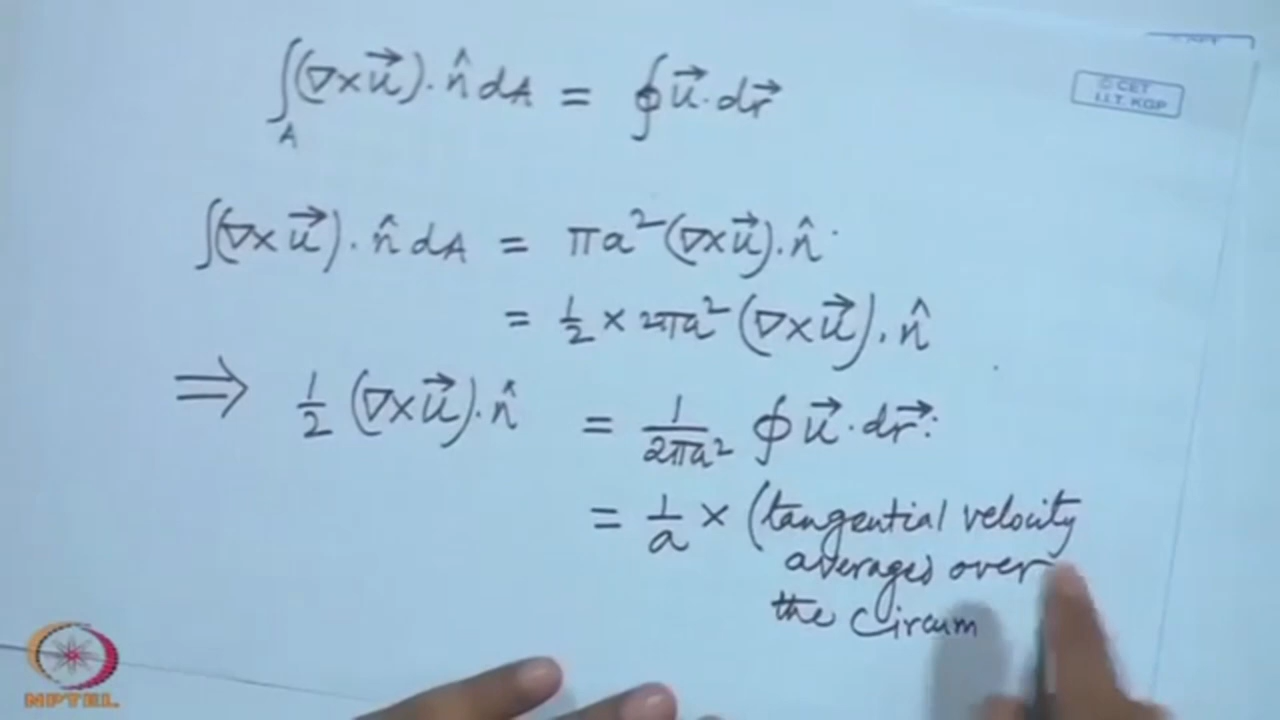 © CET
I.I.T. KGP
∫_A (∇×u⃗)·n̂ dA = ∮ u⃗·dr⃗
∫(∇×u⃗)·n̂ dA = πa²(∇×u⃗)·n̂·
= 1/2 × 2πa² (∇×u⃗)·n̂
⇒ 1/2 (∇×u⃗)·n̂ = 1/2πa² ∮ u⃗·dr⃗:
= 1/a × (tangential velocity
averages over
the circum
NPTEL